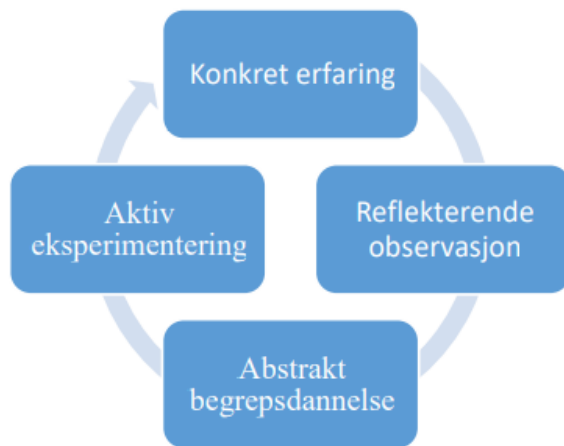 Konkret erfaring
Reflekterende
observasjon
Abstrakt
begrepsdannelse
Aktiv
eksperimentering